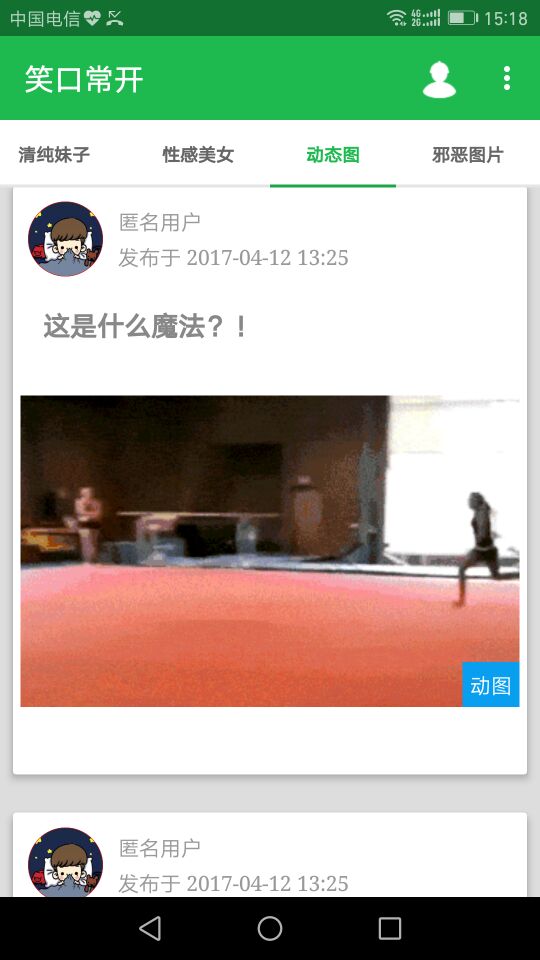 中国电信 4G 2G 15:18
笑口常开
清纯妹子 性感美女 动态图 邪恶图片
匿名用户
发布于 2017-04-12 13:25
这是什么魔法？！
动图
匿名用户
发布于 2017-04-12 13:25